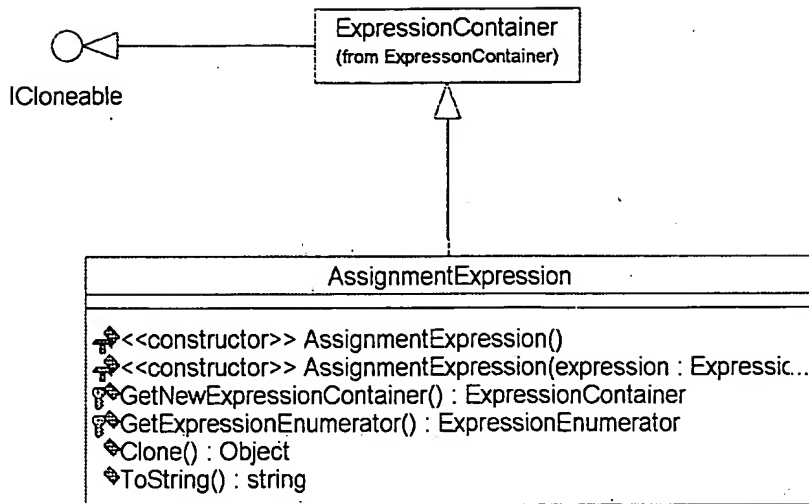 ExpressionContainer
(from ExpressonContainer)
ICloneable
AssignmentExpression
<<constructor>> AssignmentExpression()
<<constructor>> AssignmentExpression(expression : Expressic...
GetNewExpressionContainer() : ExpressionContainer
GetExpressionEnumerator() : ExpressionEnumerator
Clone() : Object
ToString() : string